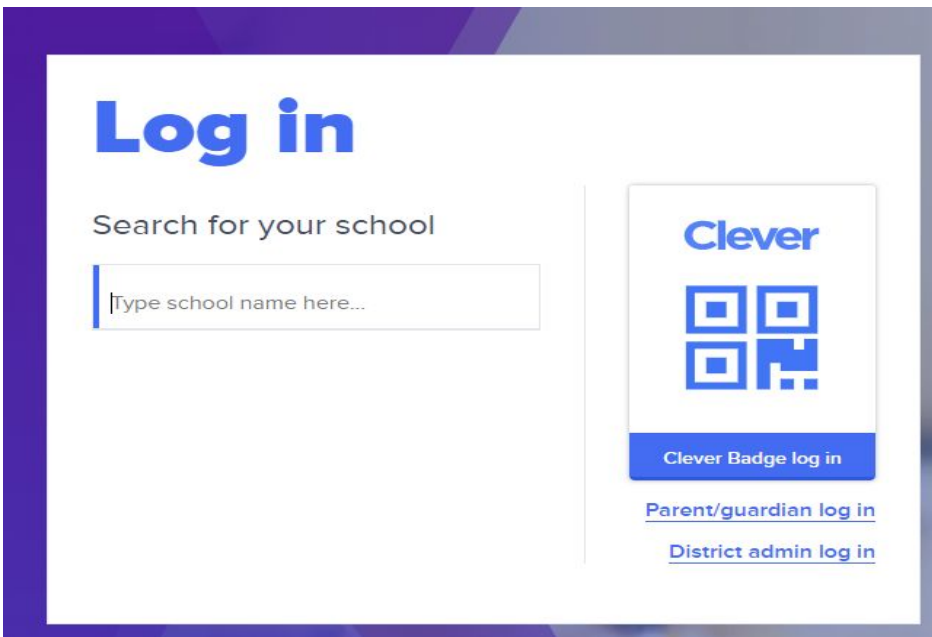 Log in
Search for your school
Type school name here...
Clever
Clever Badge log in
Parent/guardian log in
District admin log in